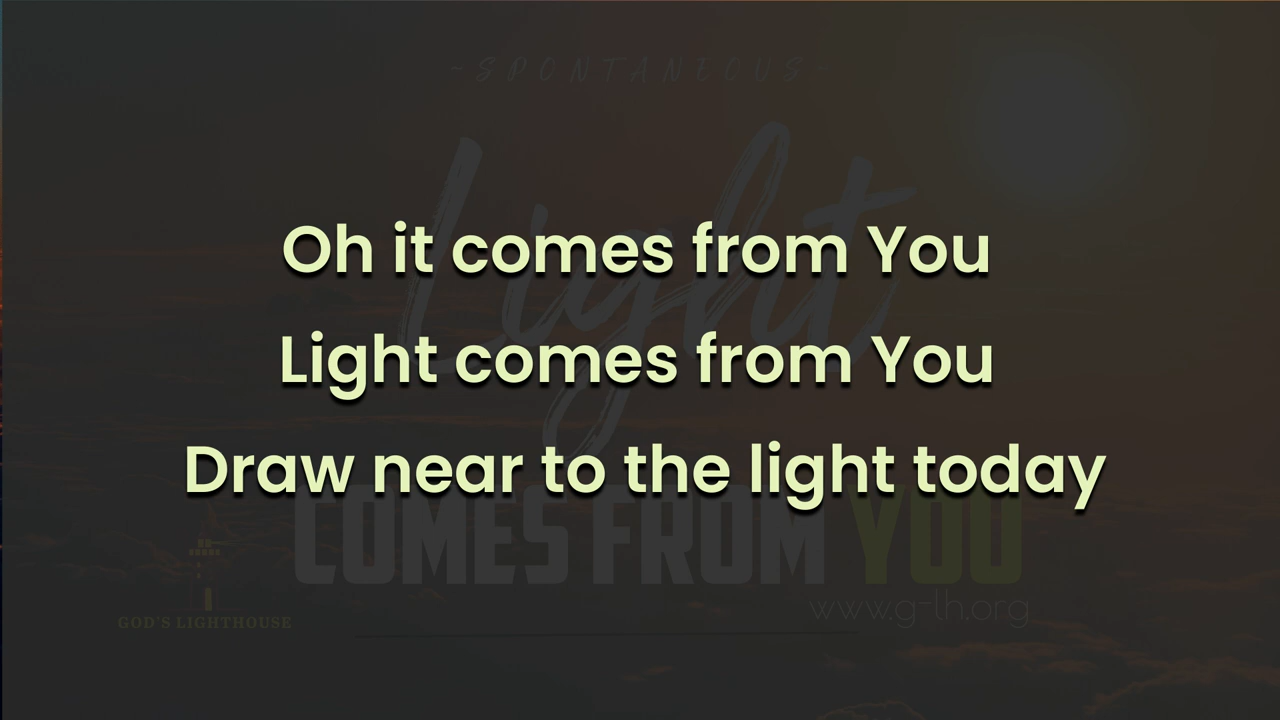 -SPONTANEOUS-
Light
Oh it comes from You
Light comes from You
Draw near to the light today
COMES FROM YOU
www.g-lh.org
GOD'S LIGHTHOUSE